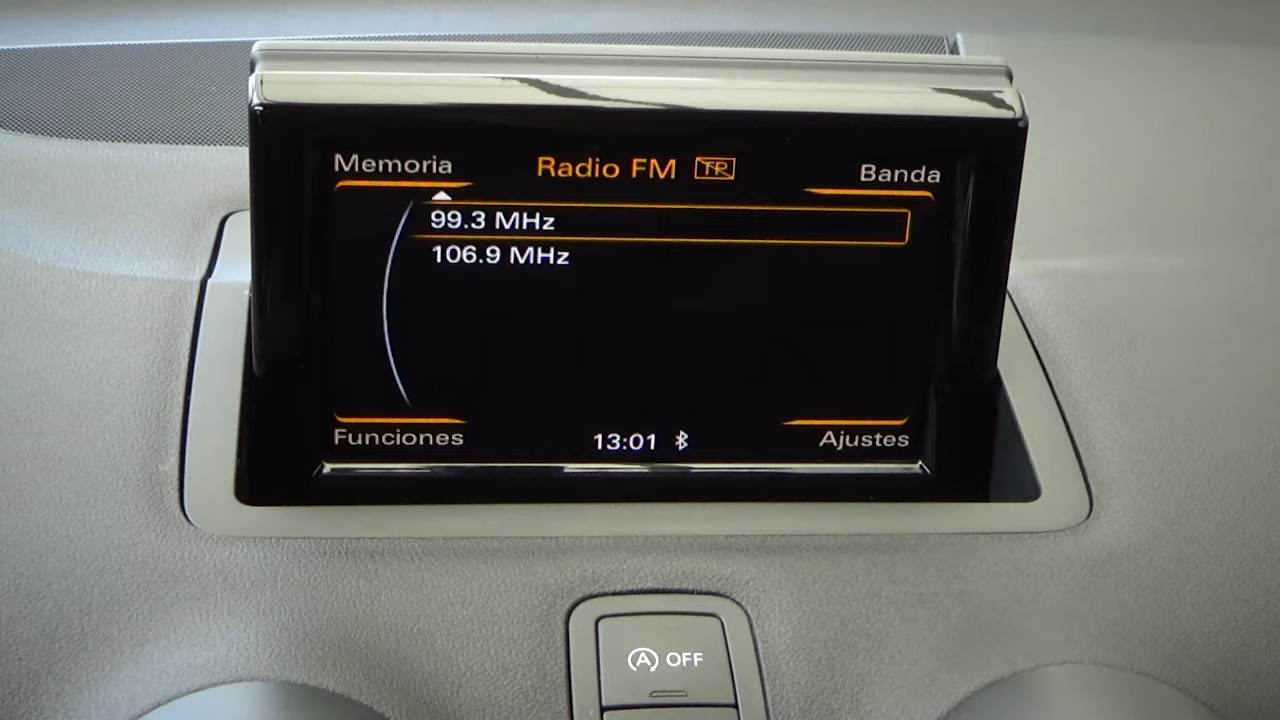 Memoria
Radio FM TP
Banda
99.3 MHz
106.9 MHz
Funciones
13:01
Ajustes
A OFF